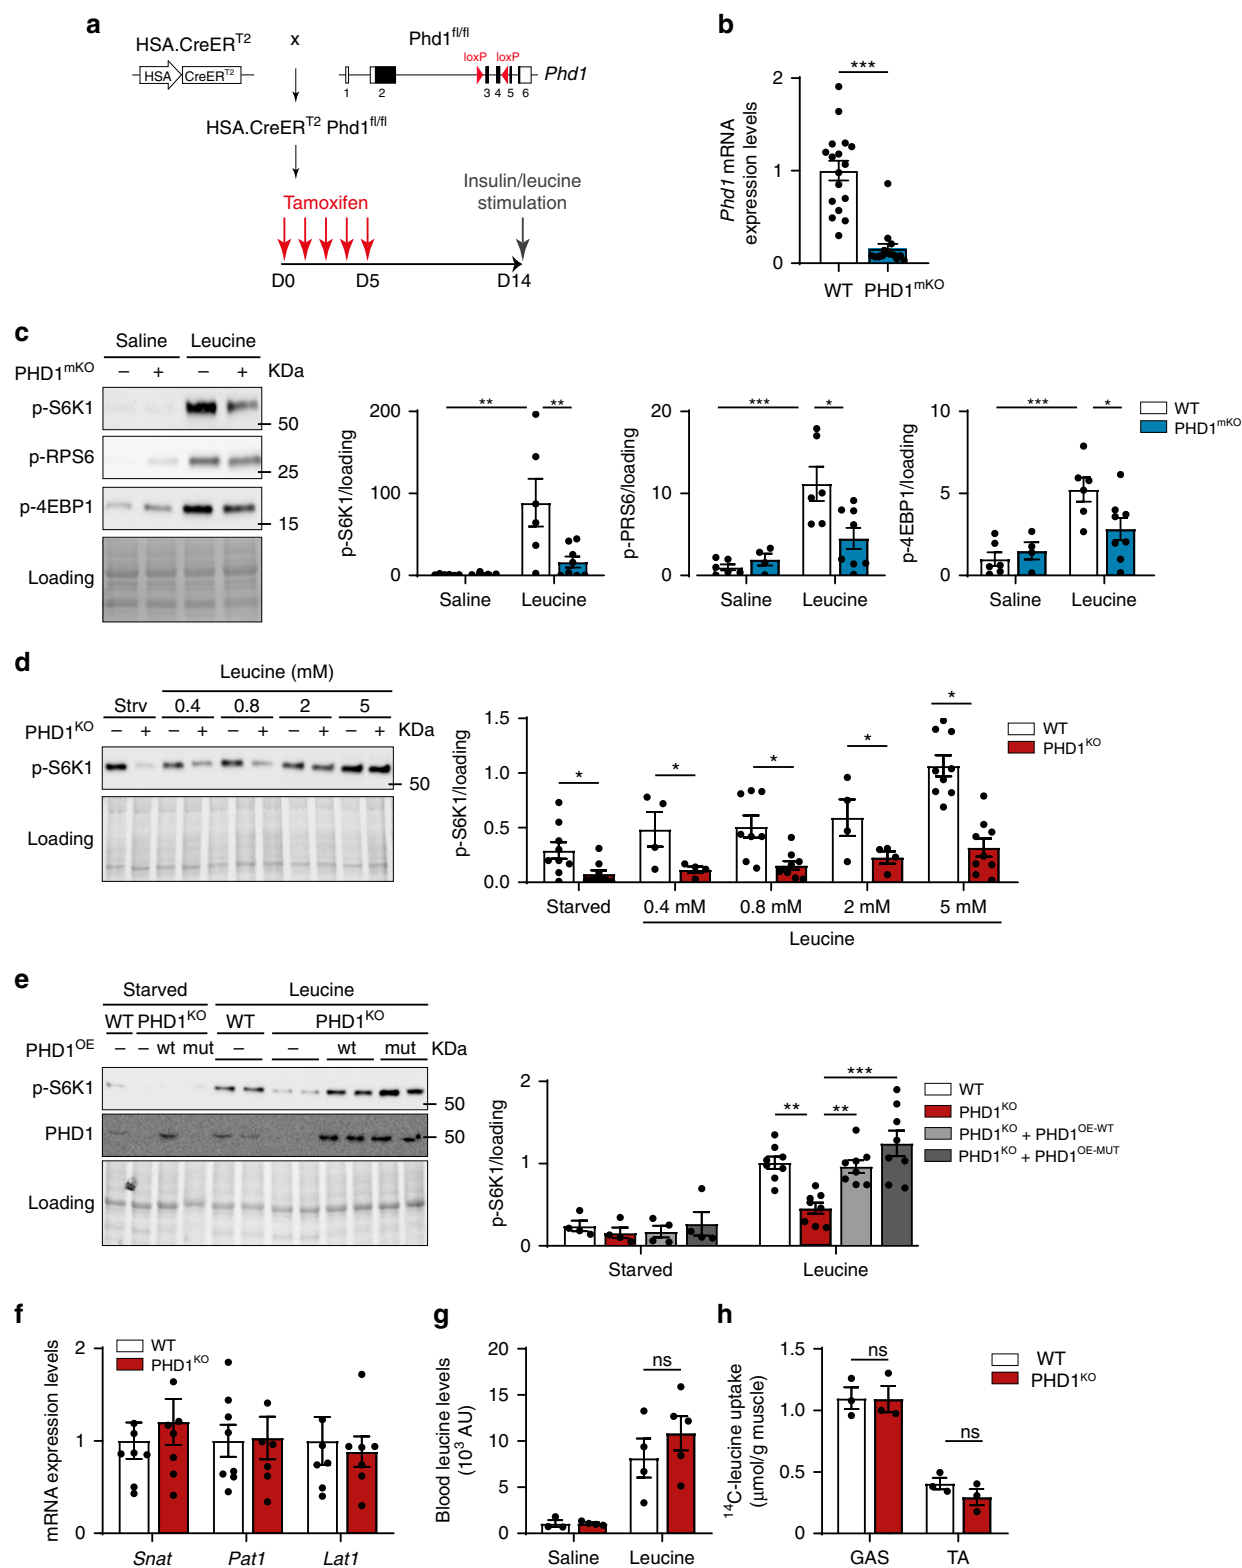 a
HSA.CreER^T2 x Phd1^fl/fl
HSA CreER^T2
loxP loxP
Phd1
1 2 3 4 5 6
HSA.CreER^T2 Phd1^fl/fl
Tamoxifen
Insulin/leucine
stimulation
D0 D5 D14
b
Phd1 mRNA
expression levels
2
1
0
***
WT PHD1^mKO
c
Saline Leucine
PHD1^mKO – + – + KDa
p-S6K1
50
p-RPS6
25
p-4EBP1
15
Loading
p-S6K1/loading
200
100
0
** **
Saline Leucine
p-PRS6/loading
20
10
0
*** *
Saline Leucine
p-4EBP1/loading
10
5
0
*** *
Saline Leucine
WT
PHD1^mKO
d
Leucine (mM)
Strv 0.4 0.8 2 5
PHD1^KO – + – + – + – + – + KDa
p-S6K1
50
Loading
p-S6K1/loading
1.5
1.0
0.5
0.0
* * * * *
Starved 0.4 mM 0.8 mM 2 mM 5 mM
Leucine
WT
PHD1^KO
e
Starved Leucine
WT PHD1^KO WT PHD1^KO
PHD1^OE – – wt mut – – wt mut KDa
p-S6K1
50
PHD1
50
Loading
p-S6K1/loading
2
1
0
***
** **
Starved Leucine
WT
PHD1^KO
PHD1^KO + PHD1^OE-WT
PHD1^KO + PHD1^OE-MUT
f
mRNA expression levels
2
1
0
WT
PHD1^KO
Snat Pat1 Lat1
g
Blood leucine levels
(10^3 AU)
20
15
10
5
0
ns
Saline Leucine
h
^14C-leucine uptake
(µmol/g muscle)
1.5
1.0
0.5
0
ns
ns
GAS TA
WT
PHD1^KO